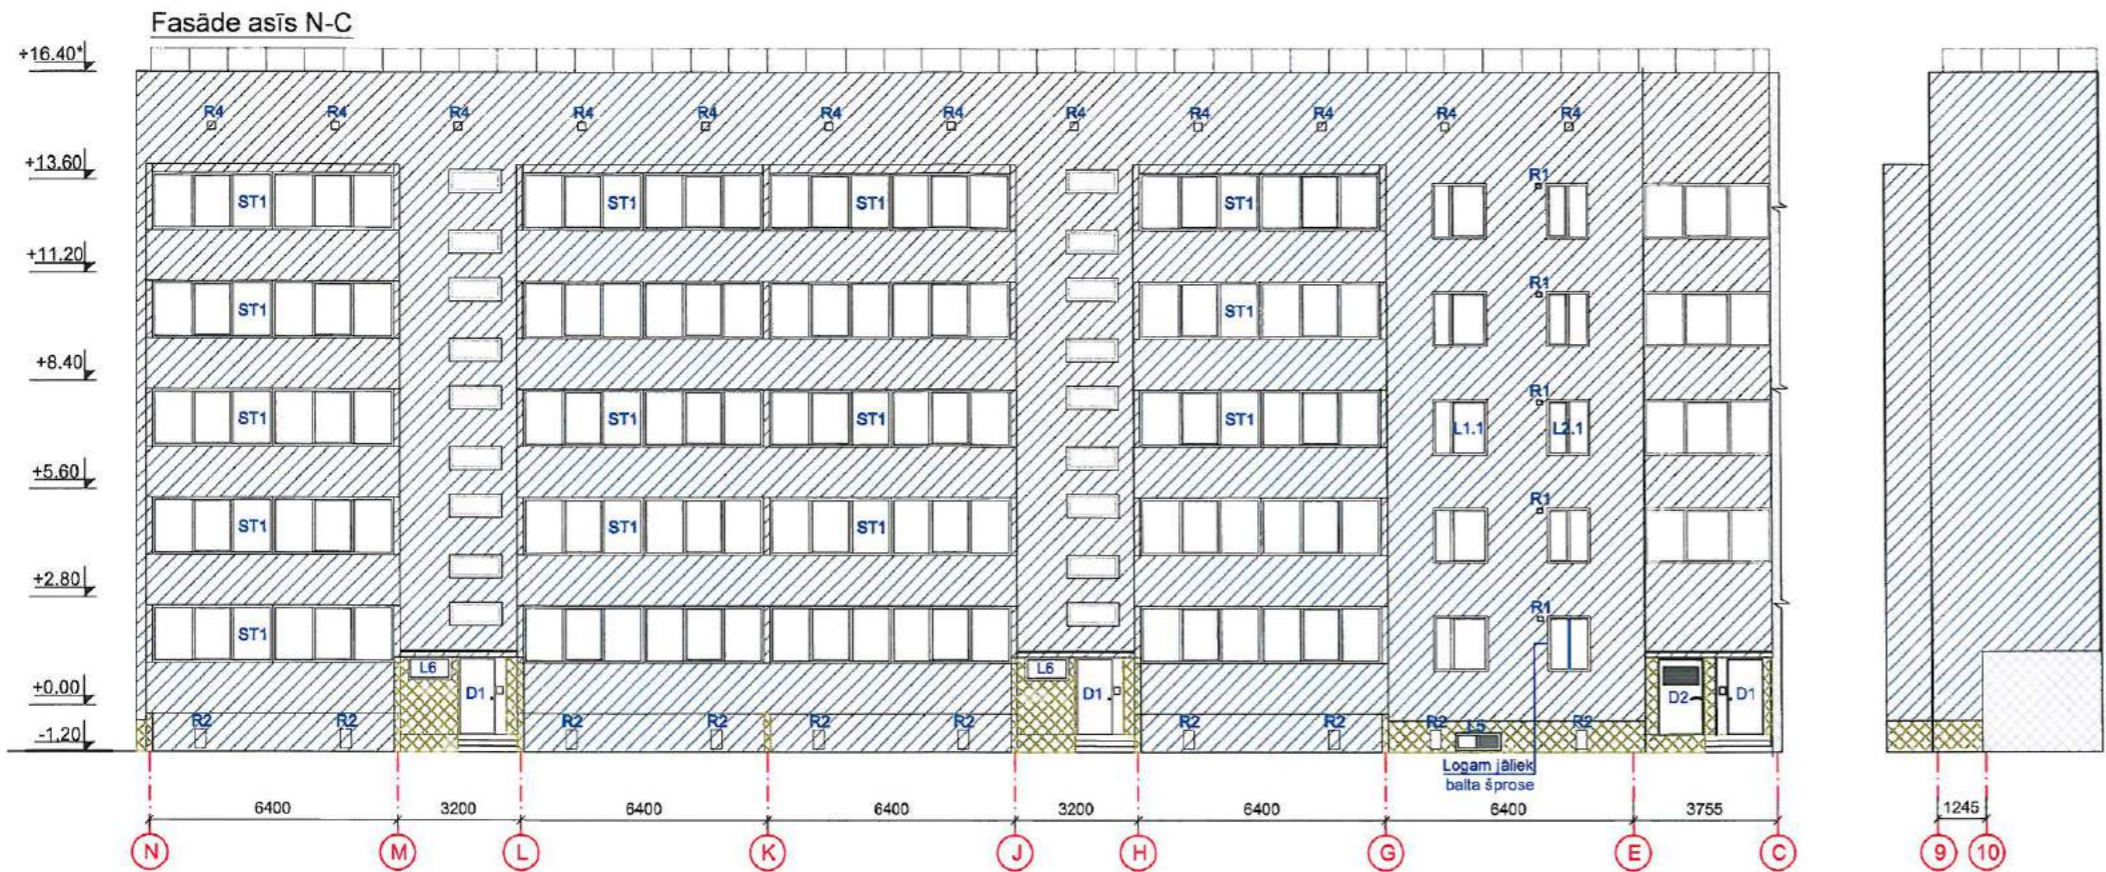 Fasāde asīs N-C
+16.40*
R4 R4 R4 R4 R4 R4 R4 R4 R4 R4 R4 R4
+13.60
R1
ST1 ST1 ST1 ST1
+11.20
R1
ST1 ST1
+8.40
R1
ST1 ST1 ST1 ST1 L1.1 L2.1
+5.60
R1
ST1 ST1 ST1
+2.80
R1
ST1
L6 L6
+0.00 D1 D1 D2 D1
R2 R2 R2 R2 R2 R2 R2 R2 R2 L5 R2
-1.20
Logam jāliek
balta šprose
6400 3200 6400 6400 3200 6400 6400 3755 1245
N M L K J H G E C 9 10